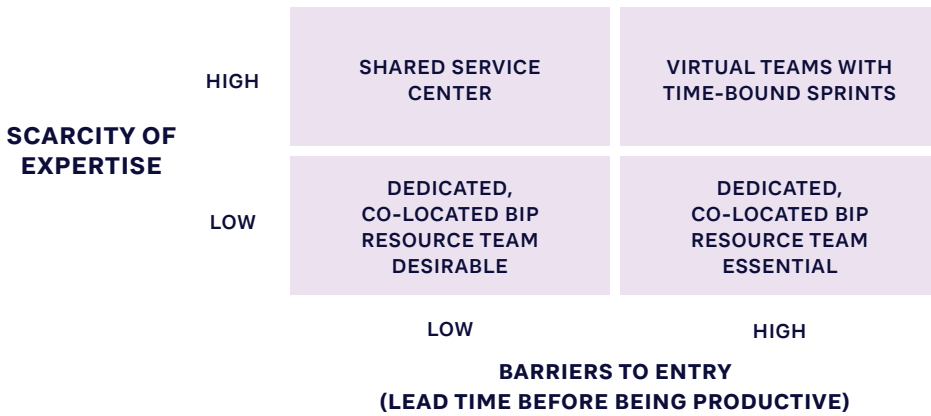 HIGH
SHARED SERVICE
CENTER
VIRTUAL TEAMS WITH
TIME-BOUND SPRINTS
SCARCITY OF
EXPERTISE
LOW
DEDICATED,
CO-LOCATED BIP
RESOURCE TEAM
DESIRABLE
DEDICATED,
CO-LOCATED BIP
RESOURCE TEAM
ESSENTIAL
LOW
HIGH
BARRIERS TO ENTRY
(LEAD TIME BEFORE BEING PRODUCTIVE)